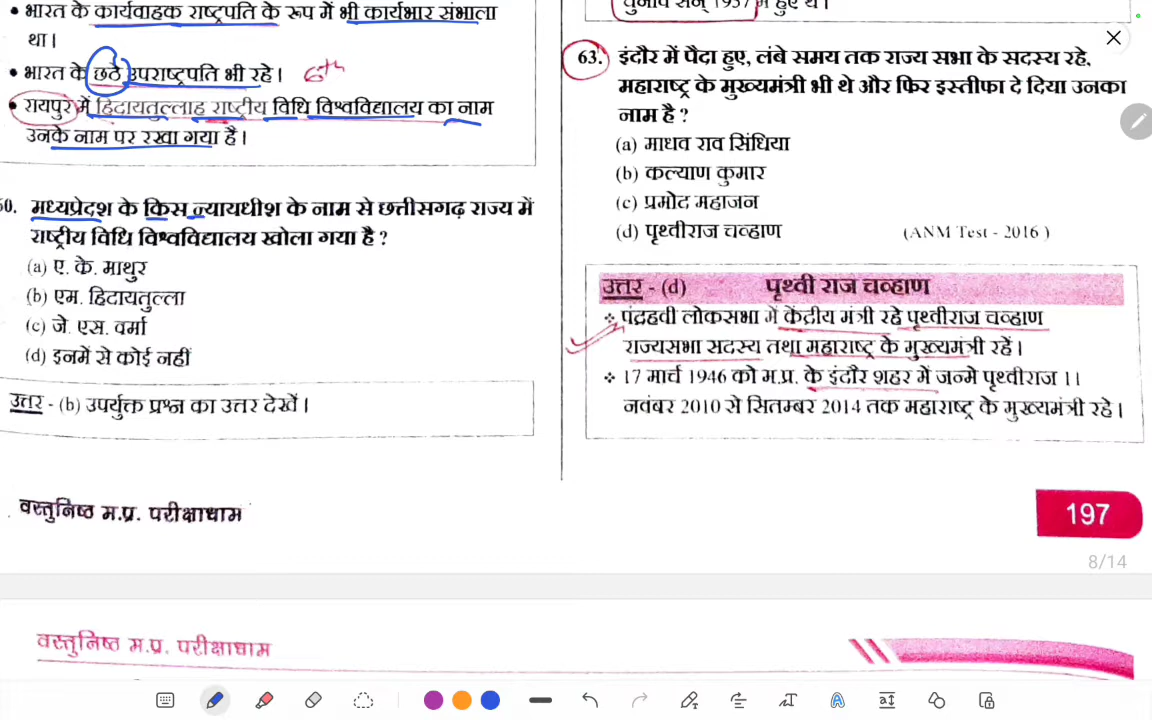 • भारत के कार्यवाहक राष्ट्रपति के रूप में भी कार्यभार संभाला
था।
• भारत के छठे उपराष्ट्रपति भी रहे। 6th
• रायपुर में हिदायतुल्लाह राष्ट्रीय विधि विश्वविद्यालय का नाम
उनके नाम पर रखा गया है।
60. मध्यप्रदेश के किस न्यायधीश के नाम से छत्तीसगढ़ राज्य में
राष्ट्रीय विधि विश्वविद्यालय खोला गया है ?
(a) ए. के. माथुर
(b) एम. हिदायतुल्ला
(c) जे. एस. वर्मा
(d) इनमें से कोई नहीं
उत्तर - (b) उपर्युक्त प्रश्न का उत्तर देखें।
वस्तुनिष्ठ म.प्र. परीक्षाधाम
चुनाव सन् 1957 में हुए थे।
63. इंदौर में पैदा हुए, लंबे समय तक राज्य सभा के सदस्य रहे,
महाराष्ट्र के मुख्यमंत्री भी थे और फिर इस्तीफा दे दिया उनका
नाम है ?
(a) माधव राव सिंधिया
(b) कल्याण कुमार
(c) प्रमोद महाजन
(d) पृथ्वीराज चव्हाण (ANM Test - 2016 )
उत्तर - (d) पृथ्वी राज चव्हाण
❖ पंद्रहवी लोकसभा में केंद्रीय मंत्री रहे पृथ्वीराज चव्हाण
राज्यसभा सदस्य तथा महाराष्ट्र के मुख्यमंत्री रहें।
❖ 17 मार्च 1946 को म.प्र. के इंदौर शहर में जन्मे पृथ्वीराज 11
नवंबर 2010 से सितम्बर 2014 तक महाराष्ट्र के मुख्यमंत्री रहे।
197
8/14
वस्तुनिष्ठ म.प्र. परीक्षाधाम